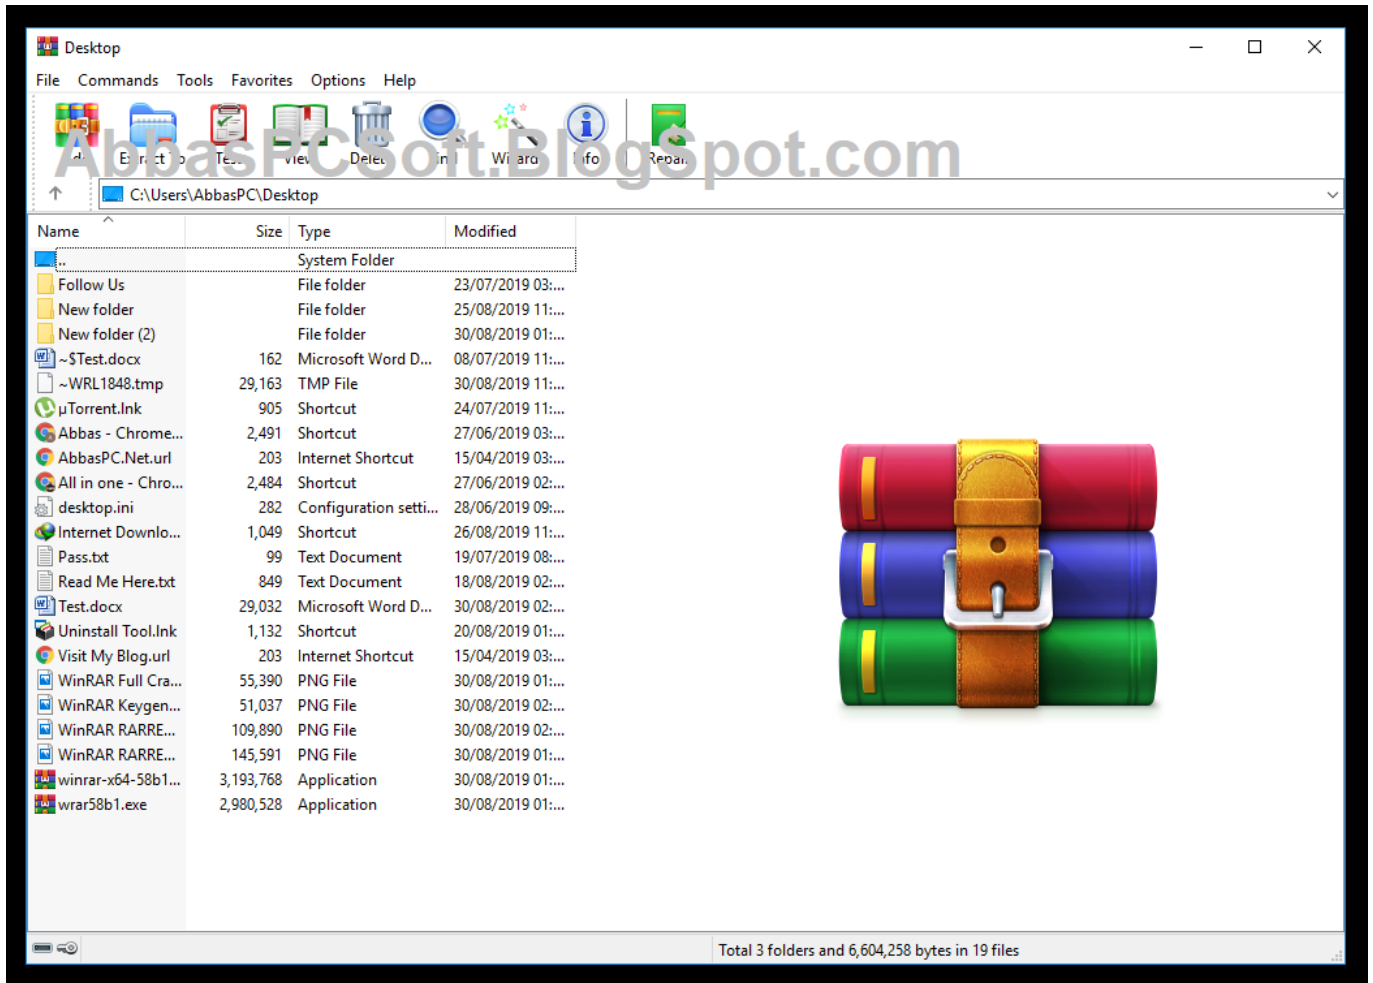 Desktop
File Commands Tools Favorites Options Help
AbbasPCSoft.BlogSpot.com
Extract To Test View Delete Find Wizard Info Repair
C:\Users\AbbasPC\Desktop
Name Size Type Modified
.. System Folder
Follow Us File folder 23/07/2019 03:...
New folder File folder 25/08/2019 11:...
New folder (2) File folder 30/08/2019 01:...
~$Test.docx 162 Microsoft Word D... 08/07/2019 11:...
~WRL1848.tmp 29,163 TMP File 30/08/2019 11:...
µTorrent.lnk 905 Shortcut 24/07/2019 11:...
Abbas - Chrome... 2,491 Shortcut 27/06/2019 03:...
AbbasPC.Net.url 203 Internet Shortcut 15/04/2019 03:...
All in one - Chro... 2,484 Shortcut 27/06/2019 02:...
desktop.ini 282 Configuration setti... 28/06/2019 09:...
Internet Downlo... 1,049 Shortcut 26/08/2019 11:...
Pass.txt 99 Text Document 19/07/2019 08:...
Read Me Here.txt 849 Text Document 18/08/2019 02:...
Test.docx 29,032 Microsoft Word D... 30/08/2019 02:...
Uninstall Tool.lnk 1,132 Shortcut 20/08/2019 01:...
Visit My Blog.url 203 Internet Shortcut 15/04/2019 03:...
WinRAR Full Cra... 55,390 PNG File 30/08/2019 01:...
WinRAR Keygen... 51,037 PNG File 30/08/2019 02:...
WinRAR RARRE... 109,890 PNG File 30/08/2019 02:...
WinRAR RARRE... 145,591 PNG File 30/08/2019 01:...
winrar-x64-58b1... 3,193,768 Application 30/08/2019 01:...
wrar58b1.exe 2,980,528 Application 30/08/2019 01:...
Total 3 folders and 6,604,258 bytes in 19 files